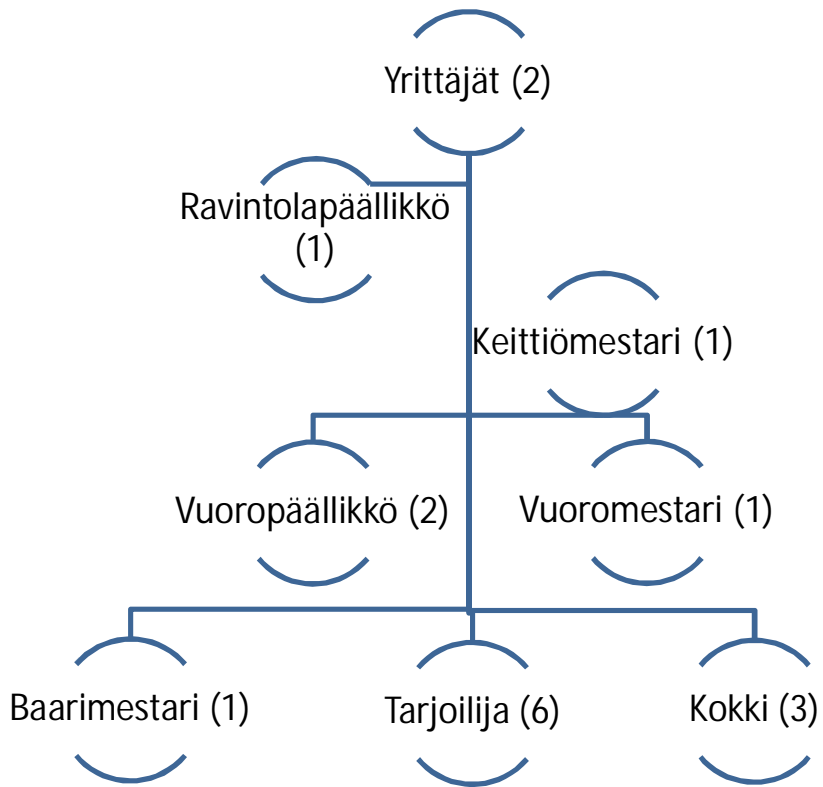 Yrittäjät (2)
Ravintolapäällikkö
(1)
Keittiömestari (1)
Vuoropäällikkö (2)
Vuoromestari (1)
Baarimestari (1)
Tarjoilija (6)
Kokki (3)